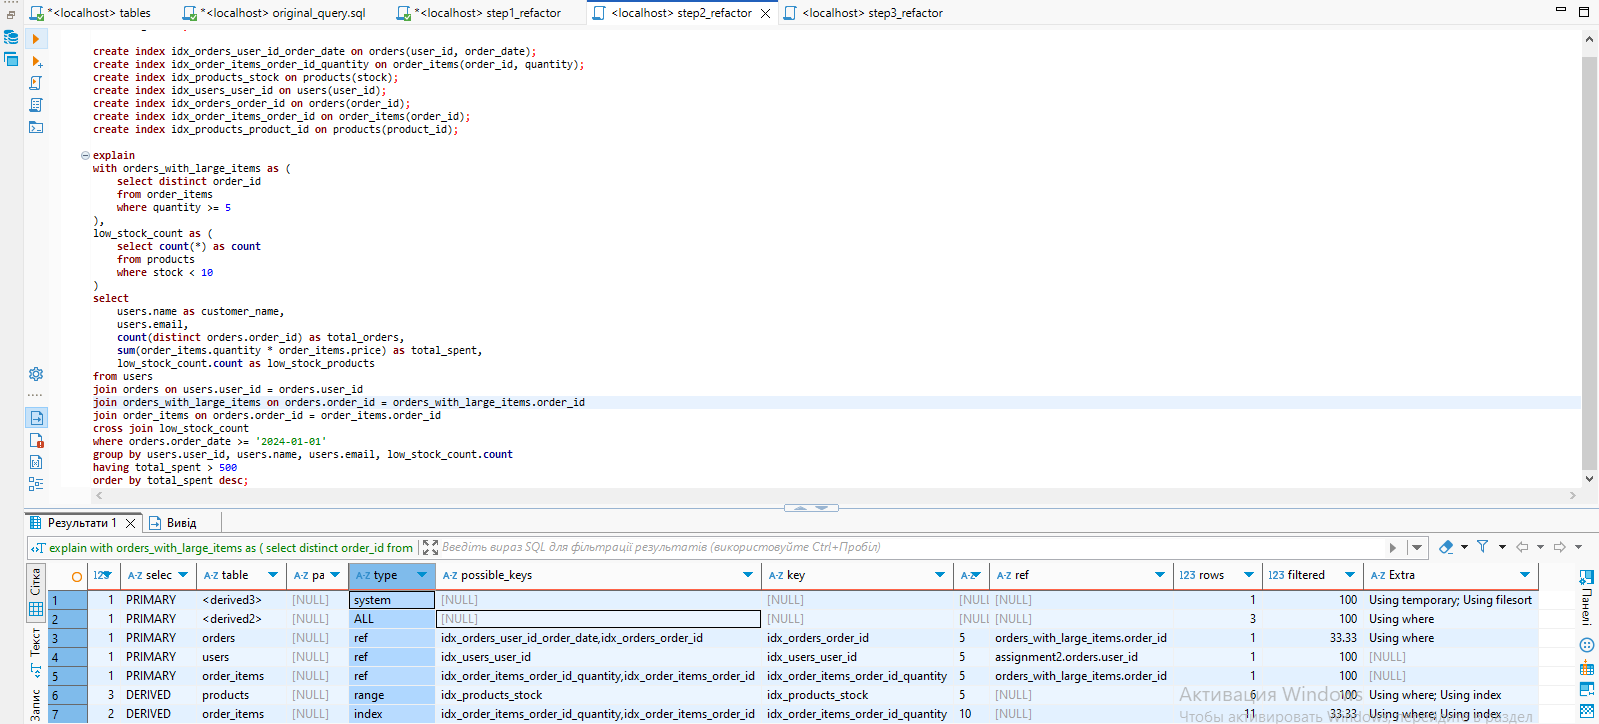 *<localhost> tables
*<localhost> original_query.sql
*<localhost> step1_refactor
<localhost> step2_refactor
<localhost> step3_refactor
create index idx_orders_user_id_order_date on orders(user_id, order_date);
create index idx_order_items_order_id_quantity on order_items(order_id, quantity);
create index idx_products_stock on products(stock);
create index idx_users_user_id on users(user_id);
create index idx_orders_order_id on orders(order_id);
create index idx_order_items_order_id on order_items(order_id);
create index idx_products_product_id on products(product_id);
explain
with orders_with_large_items as (
select distinct order_id
from order_items
where quantity >= 5
),
low_stock_count as (
select count(*) as count
from products
where stock < 10
)
select
users.name as customer_name,
users.email,
count(distinct orders.order_id) as total_orders,
sum(order_items.quantity * order_items.price) as total_spent,
low_stock_count.count as low_stock_products
from users
join orders on users.user_id = orders.user_id
join orders_with_large_items on orders.order_id = orders_with_large_items.order_id
join order_items on orders.order_id = order_items.order_id
cross join low_stock_count
where orders.order_date >= '2024-01-01'
group by users.user_id, users.name, users.email, low_stock_count.count
having total_spent > 500
order by total_spent desc;
Результати 1
Вивід
explain with orders_with_large_items as ( select distinct order_id from
Введіть вираз SQL для фільтрації результатів (використовуйте Ctrl+Пробіл)
Сітка
Текст
Запис
Панелі
123 A-Z selec A-Z table A-Z pa A-Z type A-Z possible_keys A-Z key A-Z A-Z ref 123 rows 123 filtered A-Z Extra
1 1 PRIMARY <derived3> [NULL] system [NULL] [NULL] [NULL [NULL] 1 100 Using temporary; Using filesort
2 1 PRIMARY <derived2> [NULL] ALL [NULL] [NULL] [NULL [NULL] 3 100 Using where
3 1 PRIMARY orders [NULL] ref idx_orders_user_id_order_date,idx_orders_order_id idx_orders_order_id 5 orders_with_large_items.order_id 1 33.33 Using where
4 1 PRIMARY users [NULL] ref idx_users_user_id idx_users_user_id 5 assignment2.orders.user_id 1 100 [NULL]
5 1 PRIMARY order_items [NULL] ref idx_order_items_order_id_quantity,idx_order_items_order_id idx_order_items_order_id_quantity 5 orders_with_large_items.order_id 1 100 [NULL]
6 3 DERIVED products [NULL] range idx_products_stock idx_products_stock 5 [NULL] 6 100 Using where; Using index
7 2 DERIVED order_items [NULL] index idx_order_items_order_id_quantity,idx_order_items_order_id idx_order_items_order_id_quantity 10 [NULL] 11 33.33 Using where; Using index
Активация Windows
Чтобы активировать Windows, перейдите в раздел